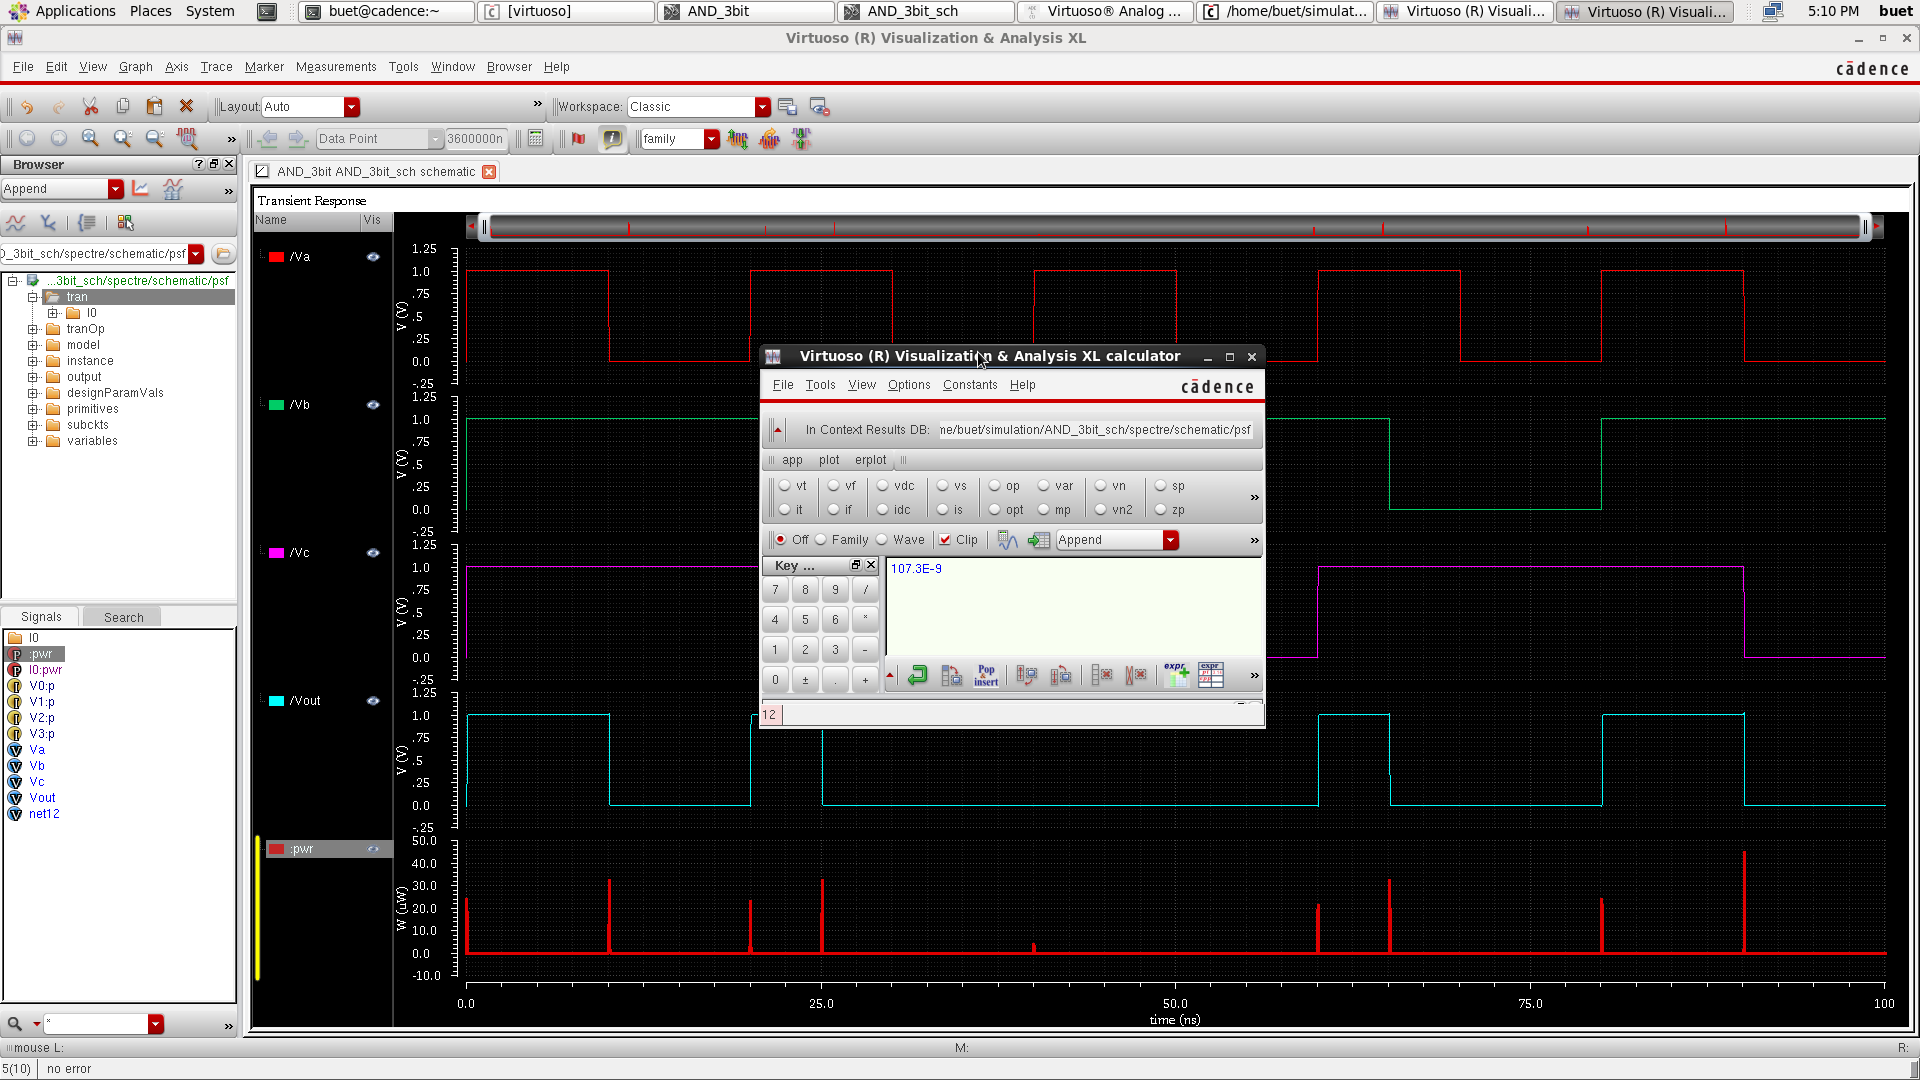 Applications Places System buet@cadence:~ [virtuoso] AND_3bit AND_3bit_sch Virtuoso® Analog ... /home/buet/simulat... Virtuoso (R) Visuali... Virtuoso (R) Visuali... 5:10 PM buet
Virtuoso (R) Visualization & Analysis XL
File Edit View Graph Axis Trace Marker Measurements Tools Window Browser Help
cādence
Layout: Auto » Workspace: Classic
» Data Point 3600000n family
Browser
AND_3bit AND_3bit_sch schematic
Append »
Transient Response
Name Vis
)_3bit_sch/spectre/schematic/psf
...3bit_sch/spectre/schematic/psf
tran
I0
tranOp
model
instance
output
designParamVals
primitives
subckts
variables
Signals Search
I0
:pwr
I0:pwr
V0:p
V1:p
V2:p
V3:p
Va
Vb
Vc
Vout
net12
* »
/Va
V (V)
1.25
1.0
.75
.5
.25
0.0
-.25
/Vb
V (V)
1.25
1.0
.75
.5
.25
0.0
-.25
/Vc
V (V)
1.25
1.0
.75
.5
.25
0.0
-.25
/Vout
V (V)
1.25
1.0
.75
.5
.25
0.0
-.25
:pwr
W (uW)
50.0
40.0
30.0
20.0
10.0
0.0
-10.0
0.0 25.0 50.0 75.0 100
time (ns)
Virtuoso (R) Visualization & Analysis XL calculator
File Tools View Options Constants Help
cādence
In Context Results DB: ne/buet/simulation/AND_3bit_sch/spectre/schematic/psf
app plot erplot
vt vf vdc vs op var vn sp
»
it if idc is opt mp vn2 zp
Off Family Wave Clip Append »
Key ...
107.3E-9
7 8 9 /
4 5 6 *
1 2 3 -
0 ± . +
Pop & insert expr expr »
12
mouse L: M: R:
5(10) no error